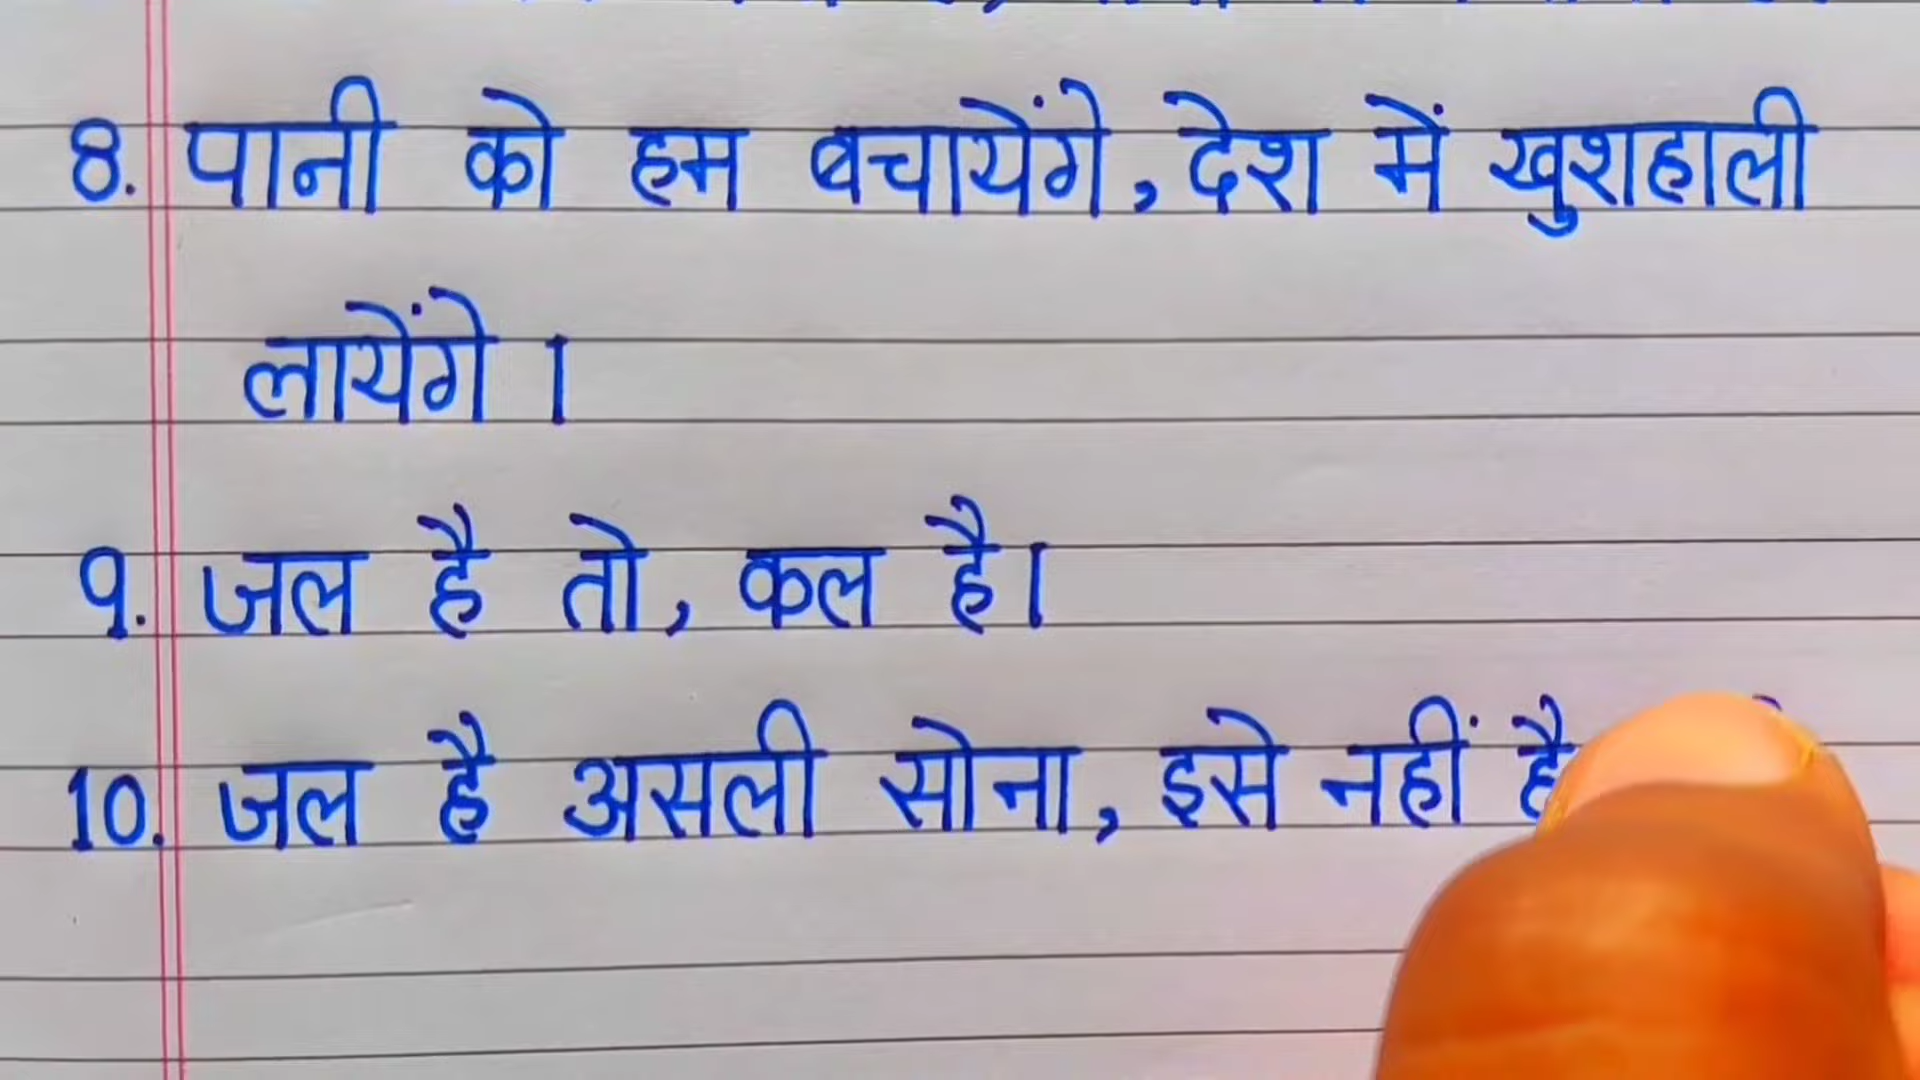 8. पानी को हम बचायेंगे, देश में खुशहाली
लायेंगे ।
9. जल है तो, कल है।
10. जल है असली सोना, इसे नहीं है